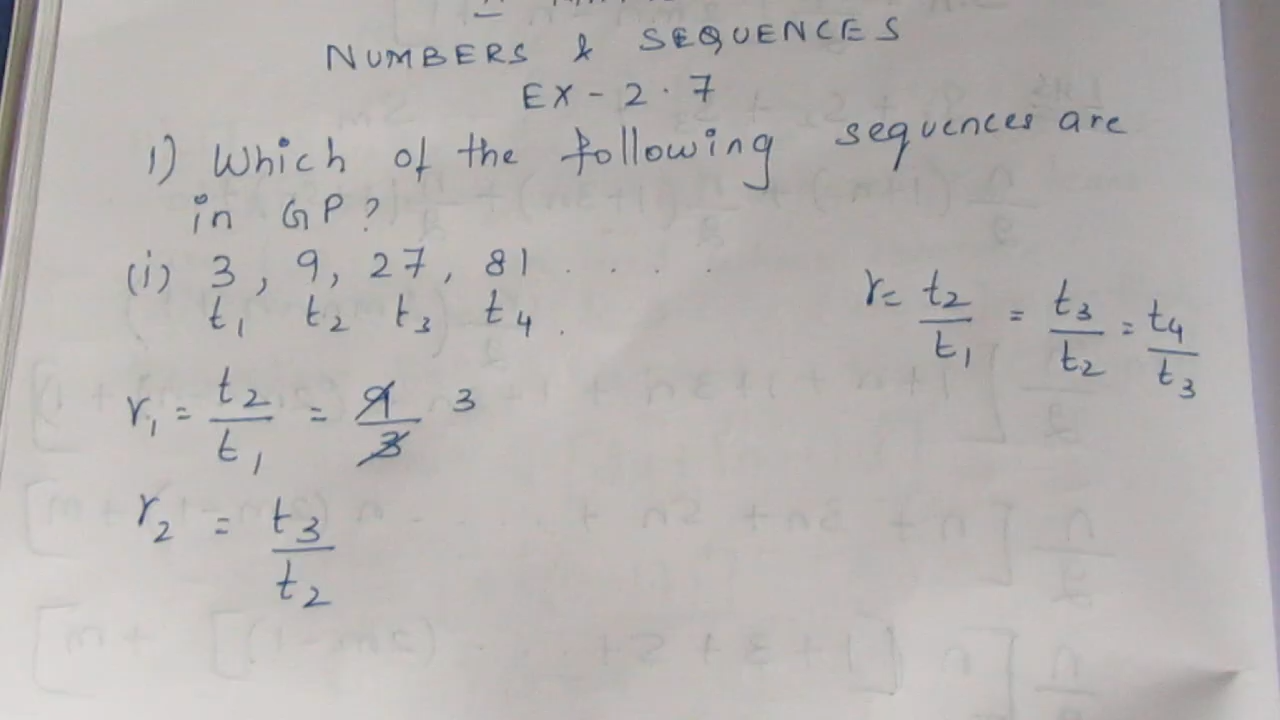 NUMBERS & SEQUENCES
EX - 2.7
1) Which of the following sequences are
in GP?
(i) 3, 9, 27, 81 . . . .
t₁ t₂ t₃ t₄ .
r = t₂/t₁ = t₃/t₂ = t₄/t₃
r₁ = t₂/t₁ = 9/3 3
r₂ = t₃/t₂